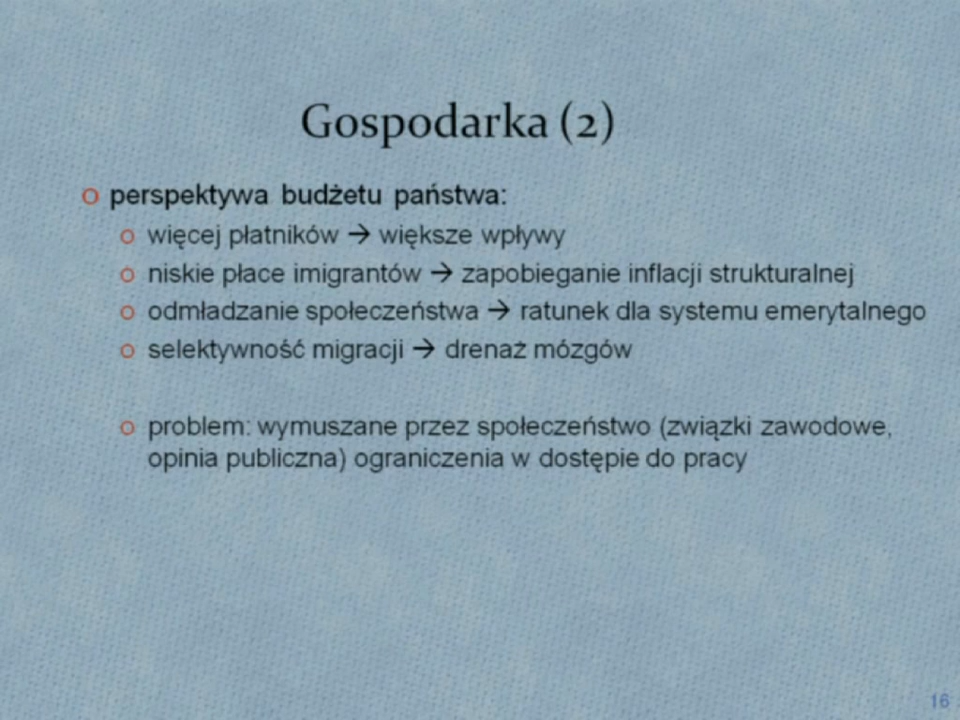 Gospodarka (2)
o perspektywa budżetu państwa:
o więcej płatników → większe wpływy
o niskie płace imigrantów → zapobieganie inflacji strukturalnej
o odmładzanie społeczeństwa → ratunek dla systemu emerytalnego
o selektywność migracji → drenaż mózgów
o problem: wymuszane przez społeczeństwo (związki zawodowe,
opinia publiczna) ograniczenia w dostępie do pracy
16